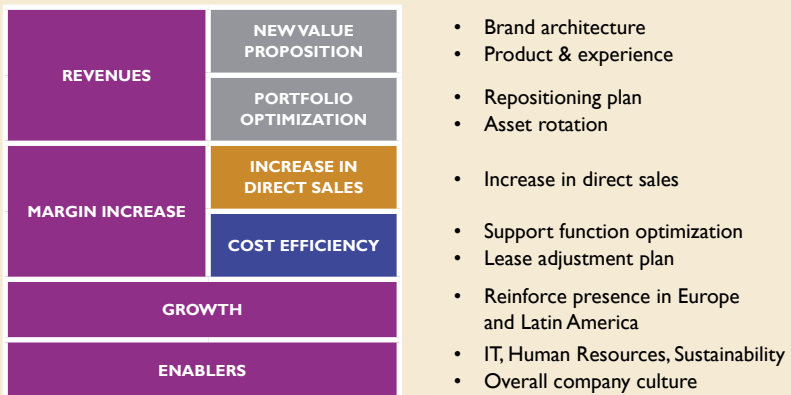 REVENUES
NEW VALUE
PROPOSITION
• Brand architecture
• Product & experience
PORTFOLIO
OPTIMIZATION
• Repositioning plan
• Asset rotation
MARGIN INCREASE
INCREASE IN
DIRECT SALES
• Increase in direct sales
COST EFFICIENCY
• Support function optimization
• Lease adjustment plan
GROWTH
• Reinforce presence in Europe
and Latin America
ENABLERS
• IT, Human Resources, Sustainability
• Overall company culture